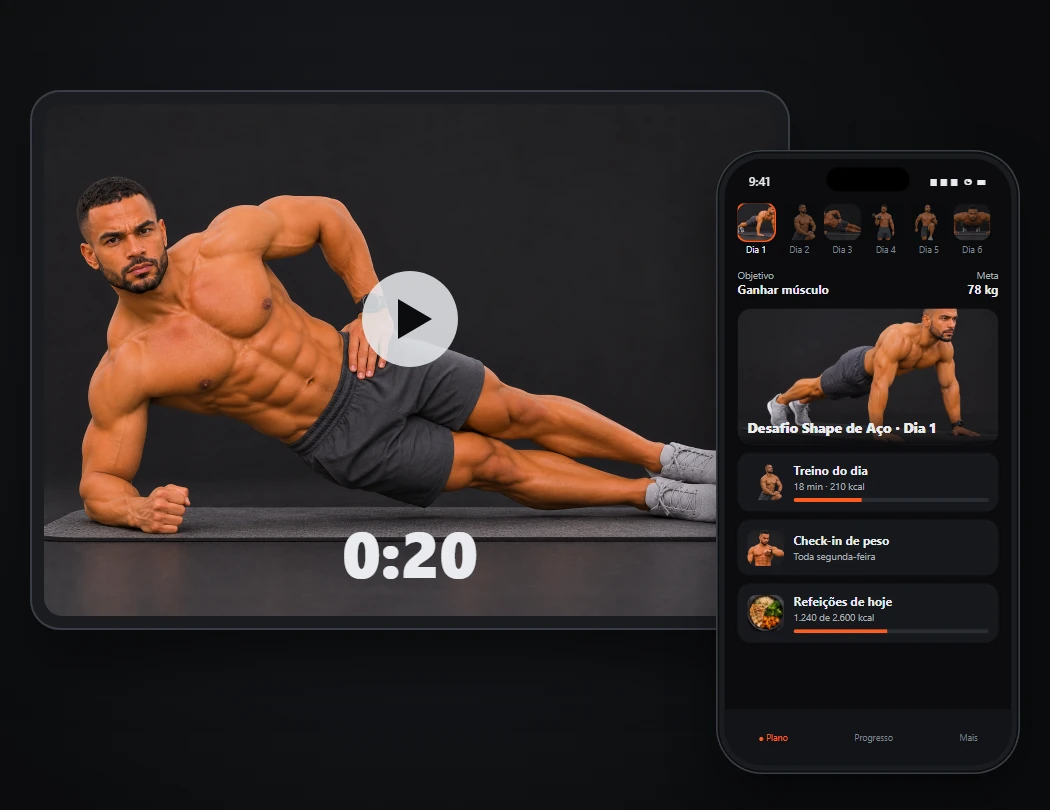 0:20
9:41
Dia 1 Dia 2 Dia 3 Dia 4 Dia 5 Dia 6
Objetivo Meta
Ganhar músculo 78 kg
Desafio Shape de Aço · Dia 1
Treino do dia
18 min · 210 kcal
Check-in de peso
Toda segunda-feira
Refeições de hoje
1.240 de 2.600 kcal
Plano Progresso Mais